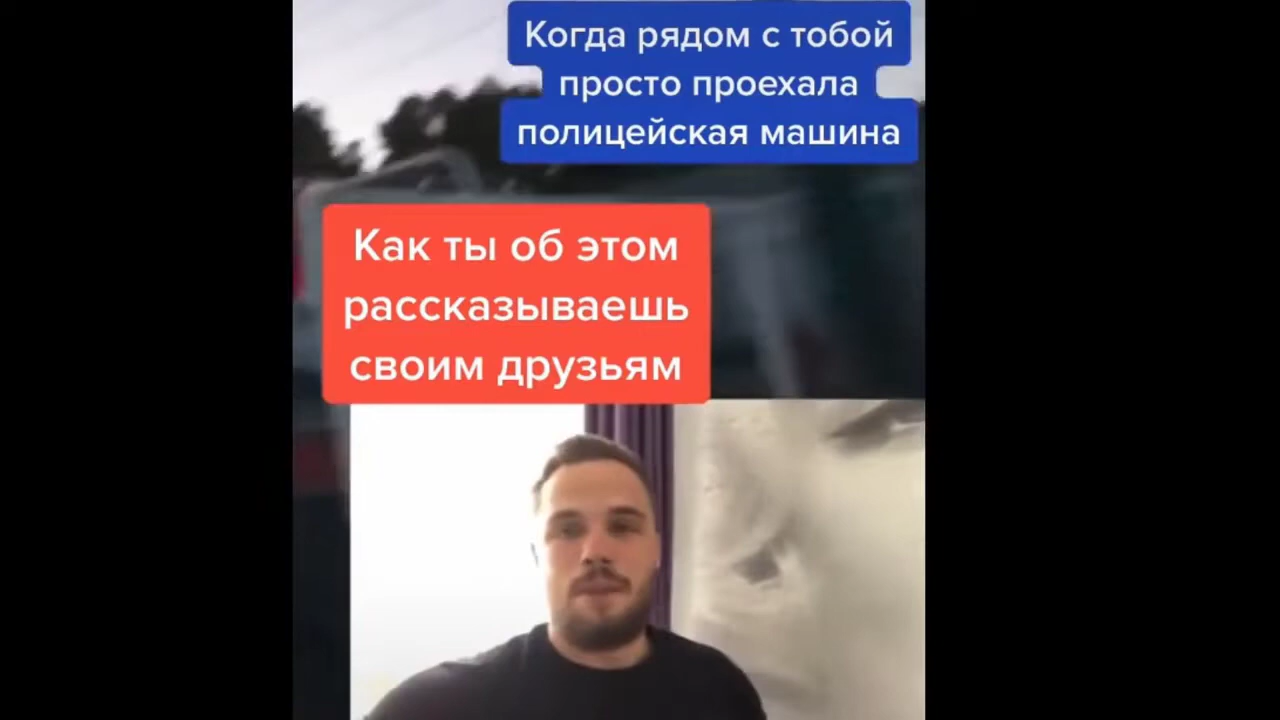 Когда рядом с тобой
просто проехала
полицейская машина
Как ты об этом
рассказываешь
своим друзьям